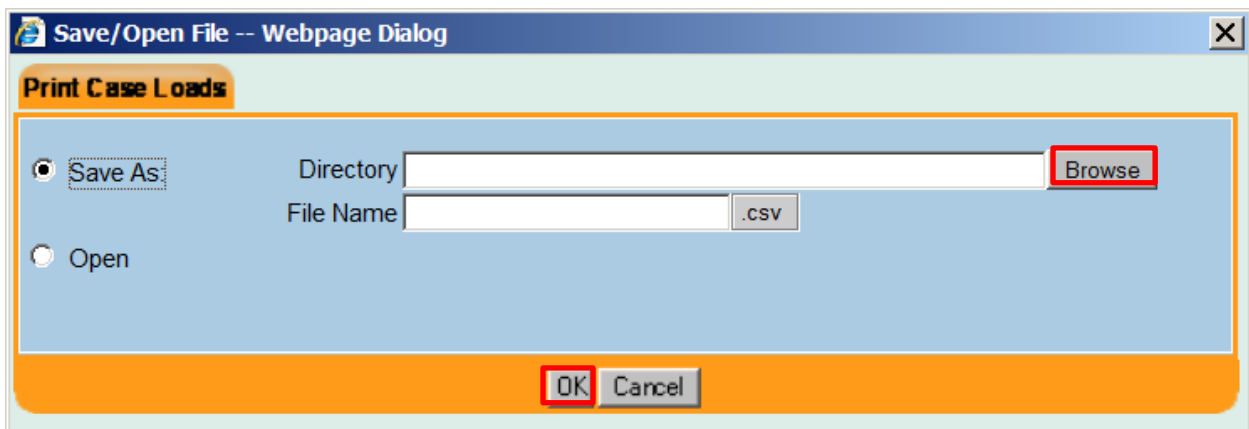 Save/Open File -- Webpage Dialog
Print Case Loads
Save As: Directory Browse
File Name .csv
Open
OK Cancel